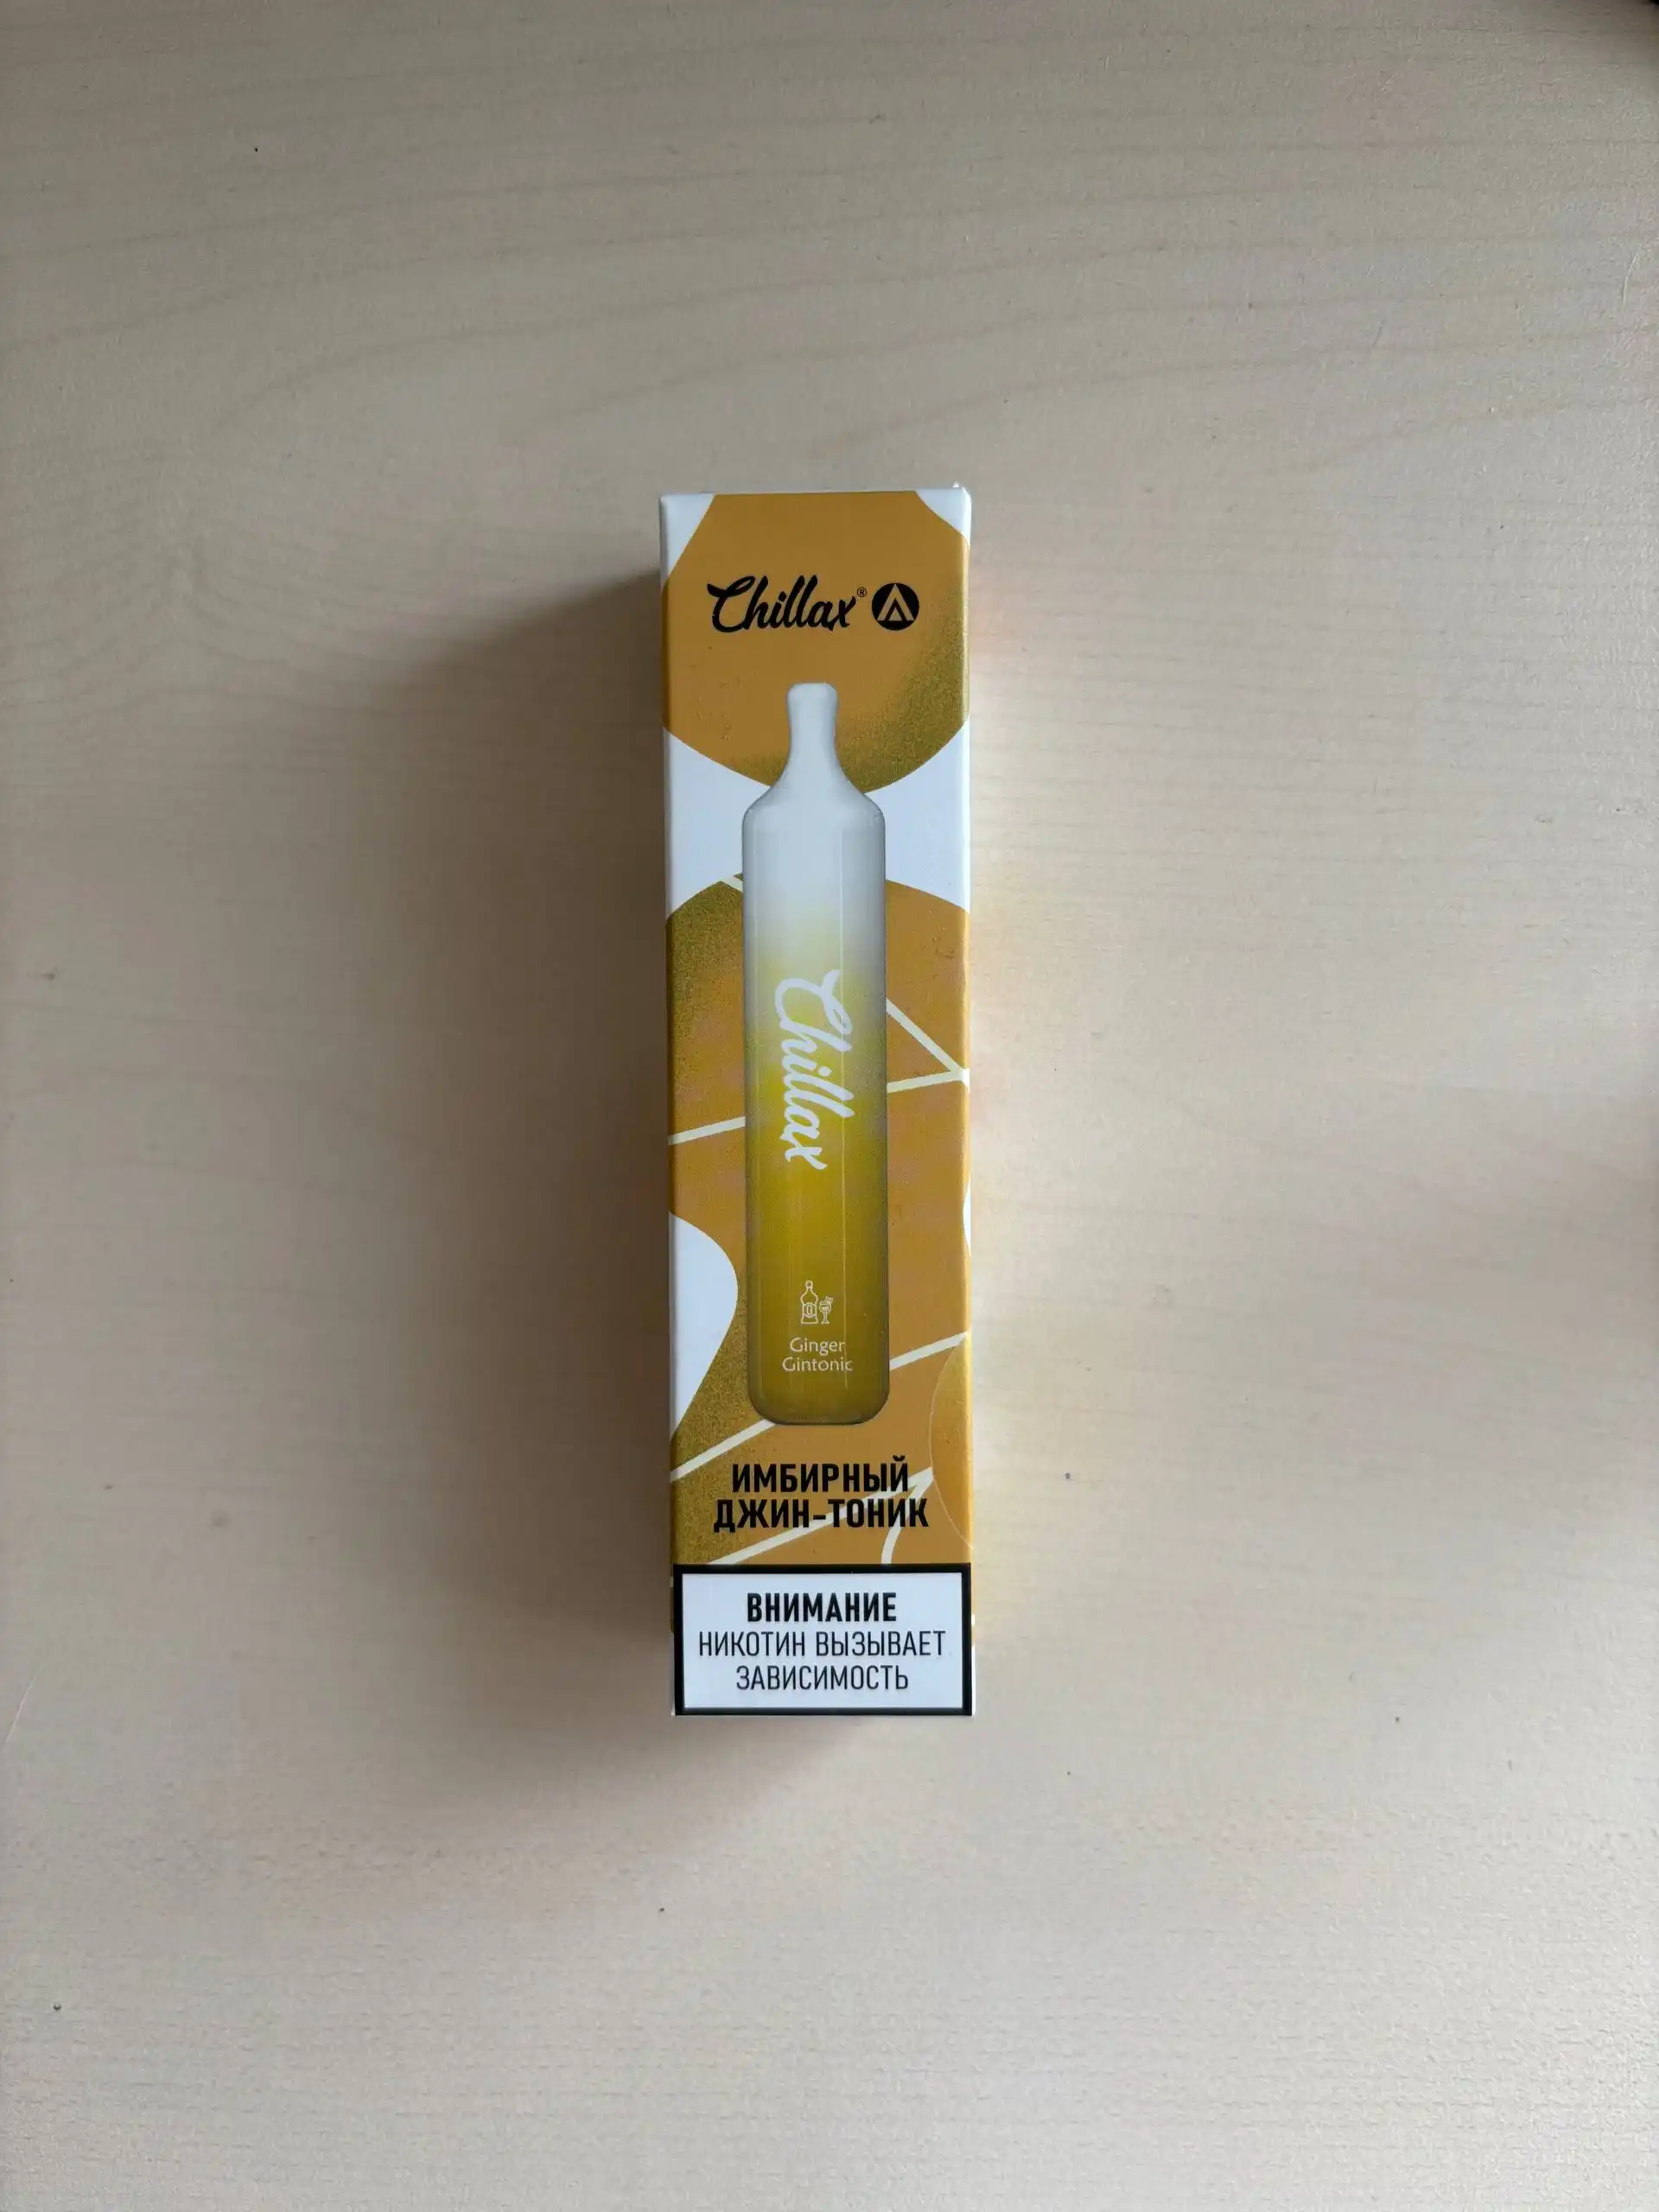 Chillax®
Chillax
Ginger
Gintonic
ИМБИРНЫЙ
ДЖИН-ТОНИК
ВНИМАНИЕ
НИКОТИН ВЫЗЫВАЕТ
ЗАВИСИМОСТЬ